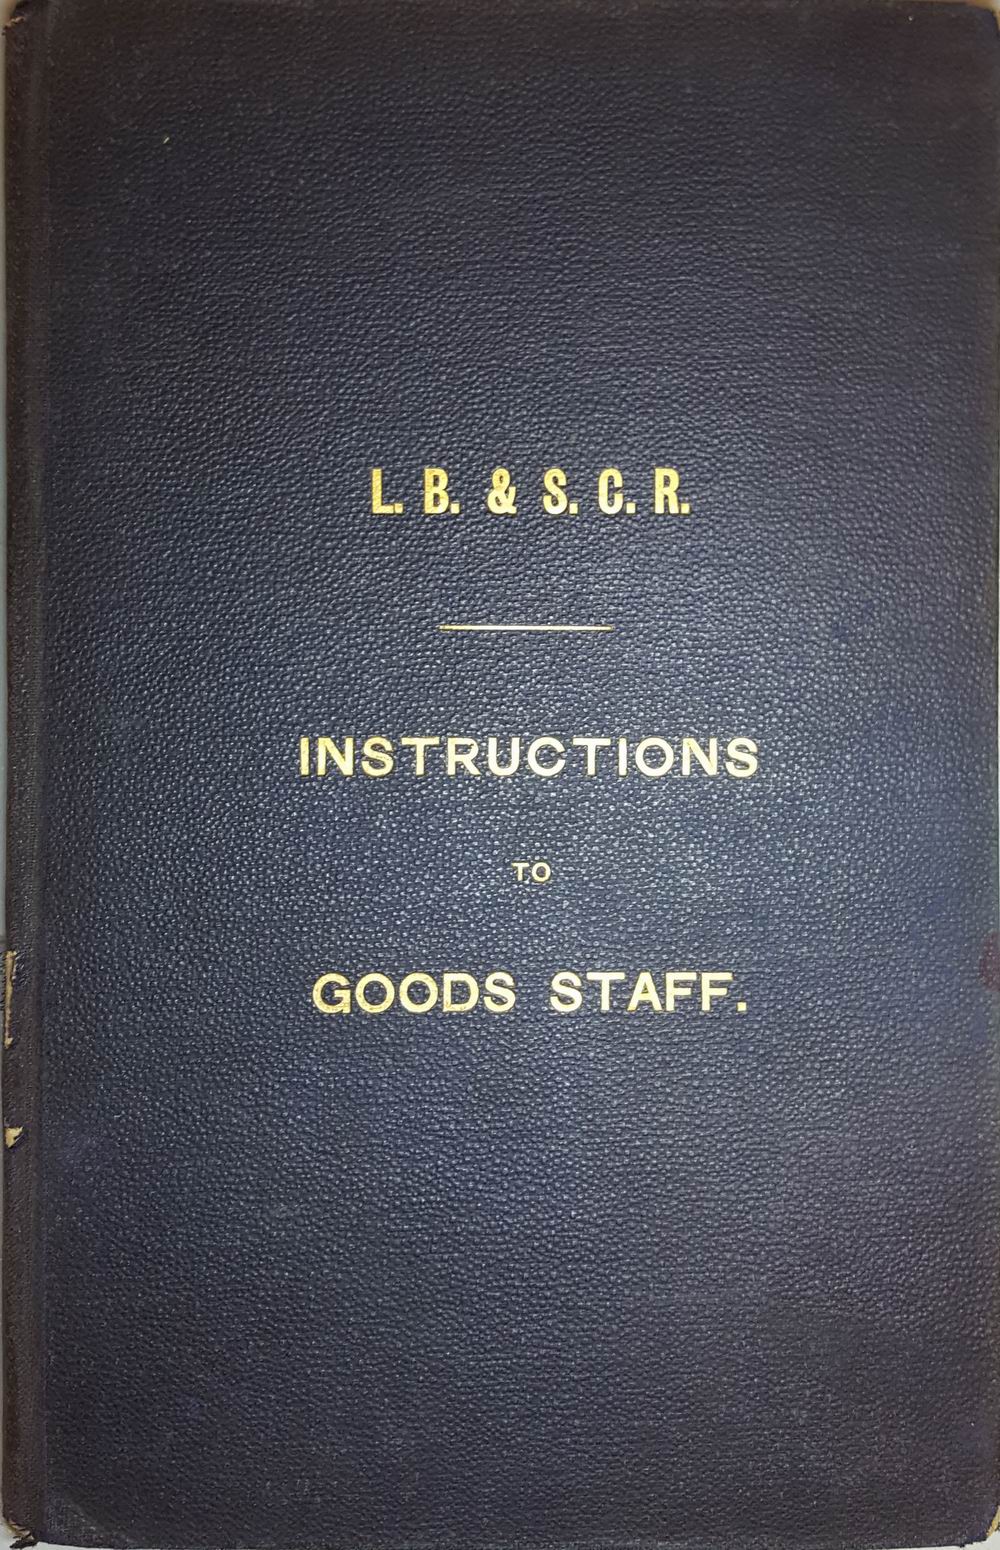 L. B. & S. C. R.
INSTRUCTIONS
TO
GOODS STAFF.